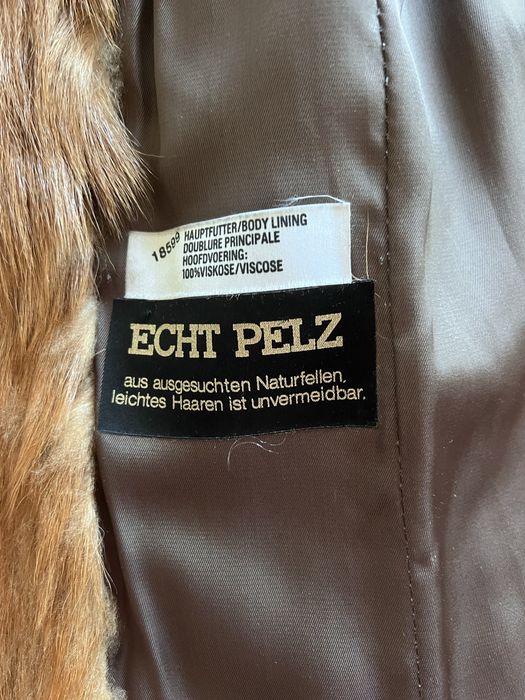 18599
HAUPTFUTTER/BODY LINING
DOUBLURE PRINCIPALE
HOOFDVOERING:
100%VISKOSE/VISCOSE
ECHT PELZ
aus ausgesuchten Naturfellen,
leichtes Haaren ist unvermeidbar.